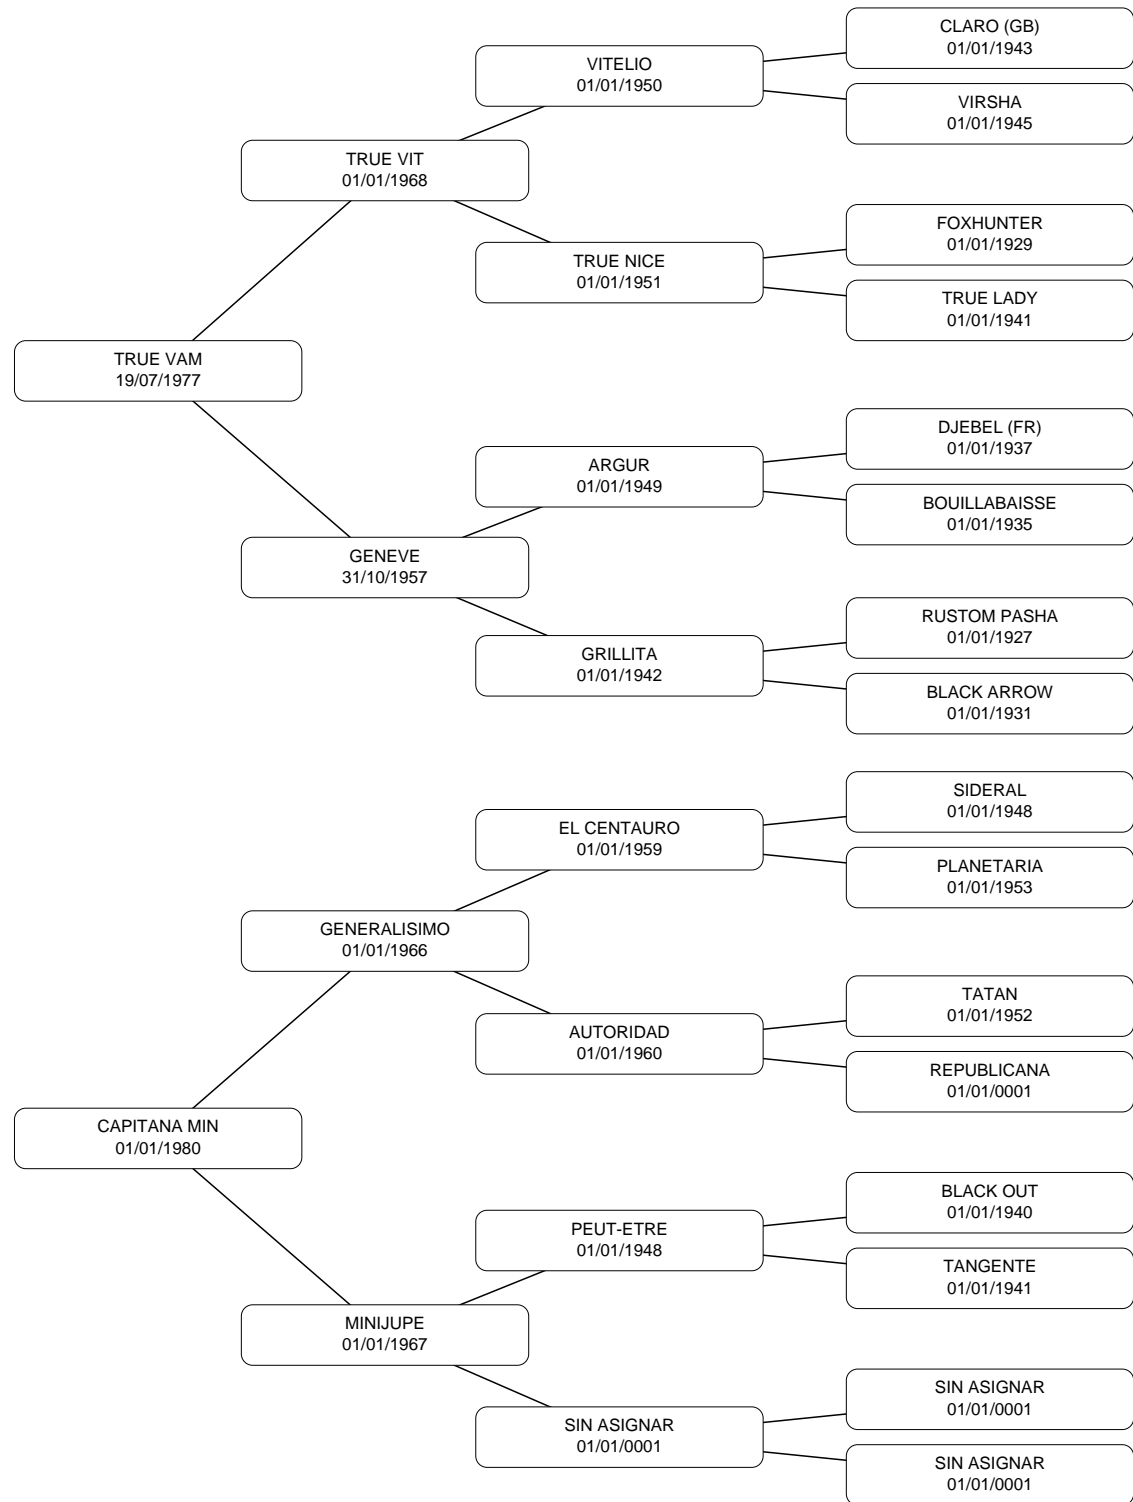 CLARO (GB)
01/01/1943
VITELIO
01/01/1950
VIRSHA
01/01/1945
TRUE VIT
01/01/1968
FOXHUNTER
01/01/1929
TRUE NICE
01/01/1951
TRUE LADY
01/01/1941
TRUE VAM
19/07/1977
DJEBEL (FR)
01/01/1937
ARGUR
01/01/1949
BOUILLABAISSE
01/01/1935
GENEVE
31/10/1957
RUSTOM PASHA
01/01/1927
GRILLITA
01/01/1942
BLACK ARROW
01/01/1931
SIDERAL
01/01/1948
EL CENTAURO
01/01/1959
PLANETARIA
01/01/1953
GENERALISIMO
01/01/1966
TATAN
01/01/1952
AUTORIDAD
01/01/1960
REPUBLICANA
01/01/0001
CAPITANA MIN
01/01/1980
BLACK OUT
01/01/1940
PEUT-ETRE
01/01/1948
TANGENTE
01/01/1941
MINIJUPE
01/01/1967
SIN ASIGNAR
01/01/0001
SIN ASIGNAR
01/01/0001
SIN ASIGNAR
01/01/0001